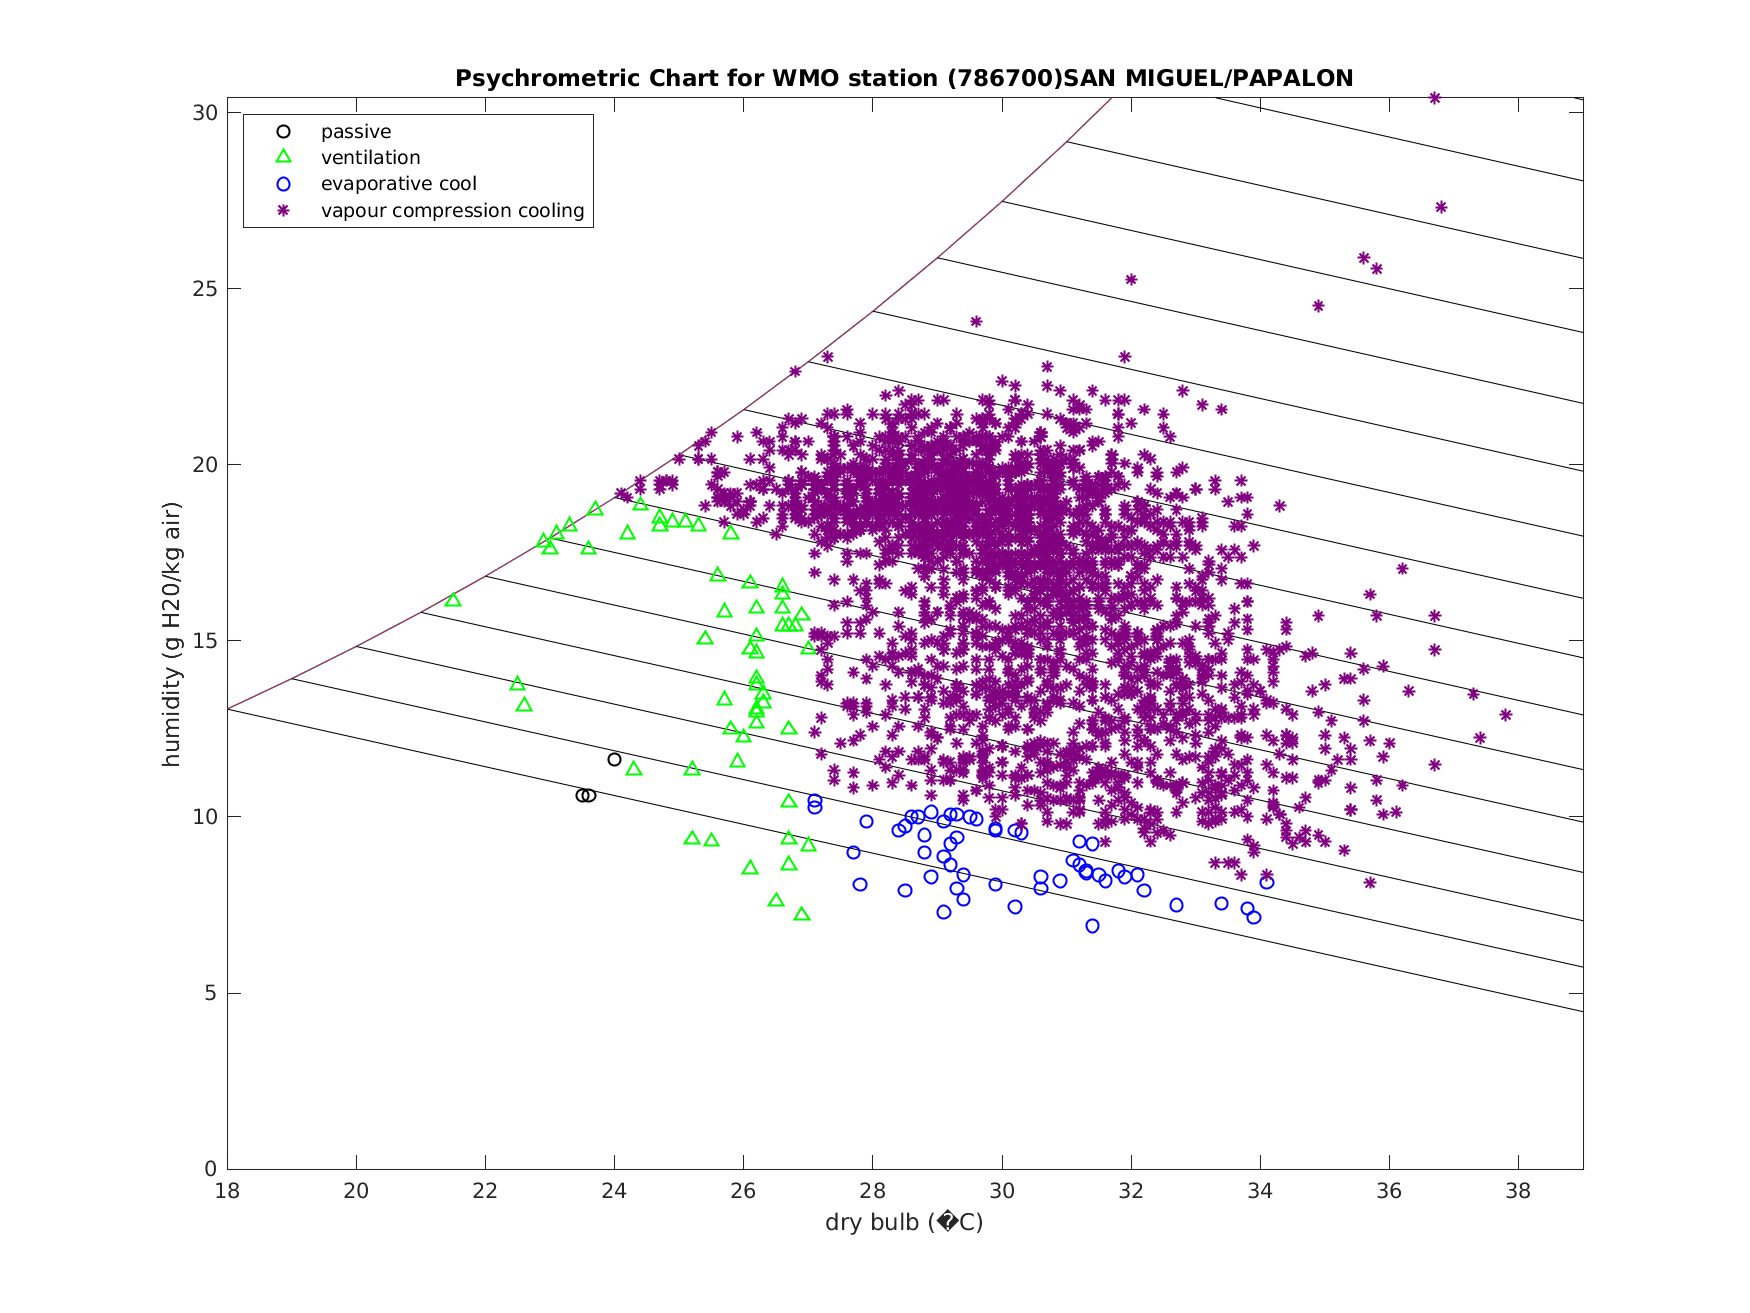 Psychrometric Chart for WMO station (786700)SAN MIGUEL/PAPALON
passive
ventilation
evaporative cool
vapour compression cooling
humidity (g H20/kg air)
30
25
20
15
10
5
0
18 20 22 24 26 28 30 32 34 36 38
dry bulb (�C)